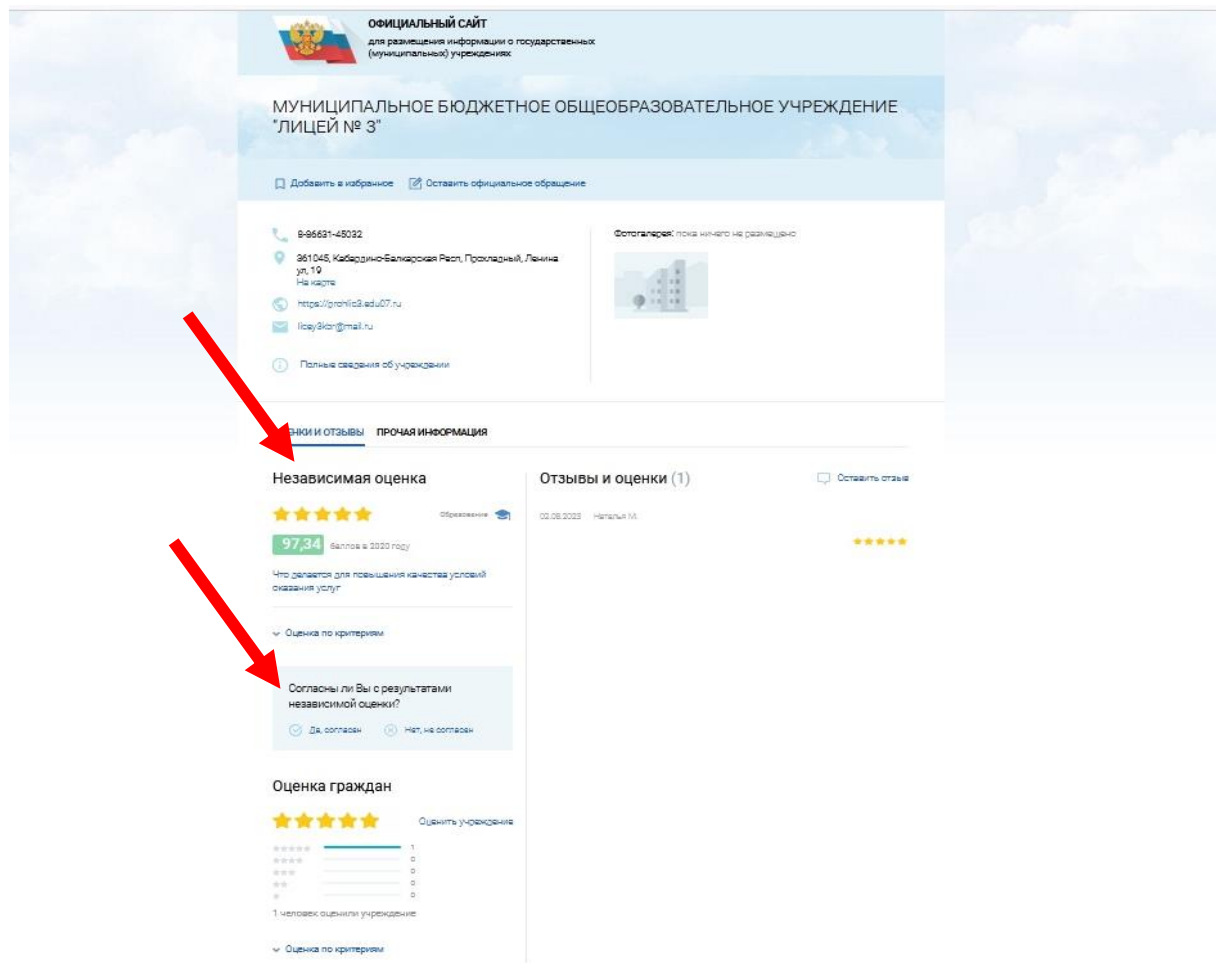 ОФИЦИАЛЬНЫЙ САЙТ
для размещения информации о государственных
(муниципальных) учреждениях
МУНИЦИПАЛЬНОЕ БЮДЖЕТНОЕ ОБЩЕОБРАЗОВАТЕЛЬНОЕ УЧРЕЖДЕНИЕ
"ЛИЦЕЙ № 3"
Добавить в избранное Оставить официальное обращение
8-86631-45032
361045, Кабардино-Балкарская Респ, Прохладный, Ленина
ул, 19
На карте
https://prohlic3.edu07.ru
licey3kbr@mail.ru
Полные сведения об учреждении
Фотогалерея: пока ничего не размещено
И ОТЗЫВЫ ПРОЧАЯ ИНФОРМАЦИЯ
Независимая оценка
Образование
97,34 баллов в 2020 году
Что делается для повышения качества условий
оказания услуг
Оценка по критериям
Согласны ли Вы с результатами
независимой оценки?
Да, согласен Нет, не согласен
Оценка граждан
Оценить учреждение
1
0
0
0
0
1 человек оценили учреждение
Оценка по критериям
Отзывы и оценки (1)
Оставить отзыв
02.08.2023 Наталья М.